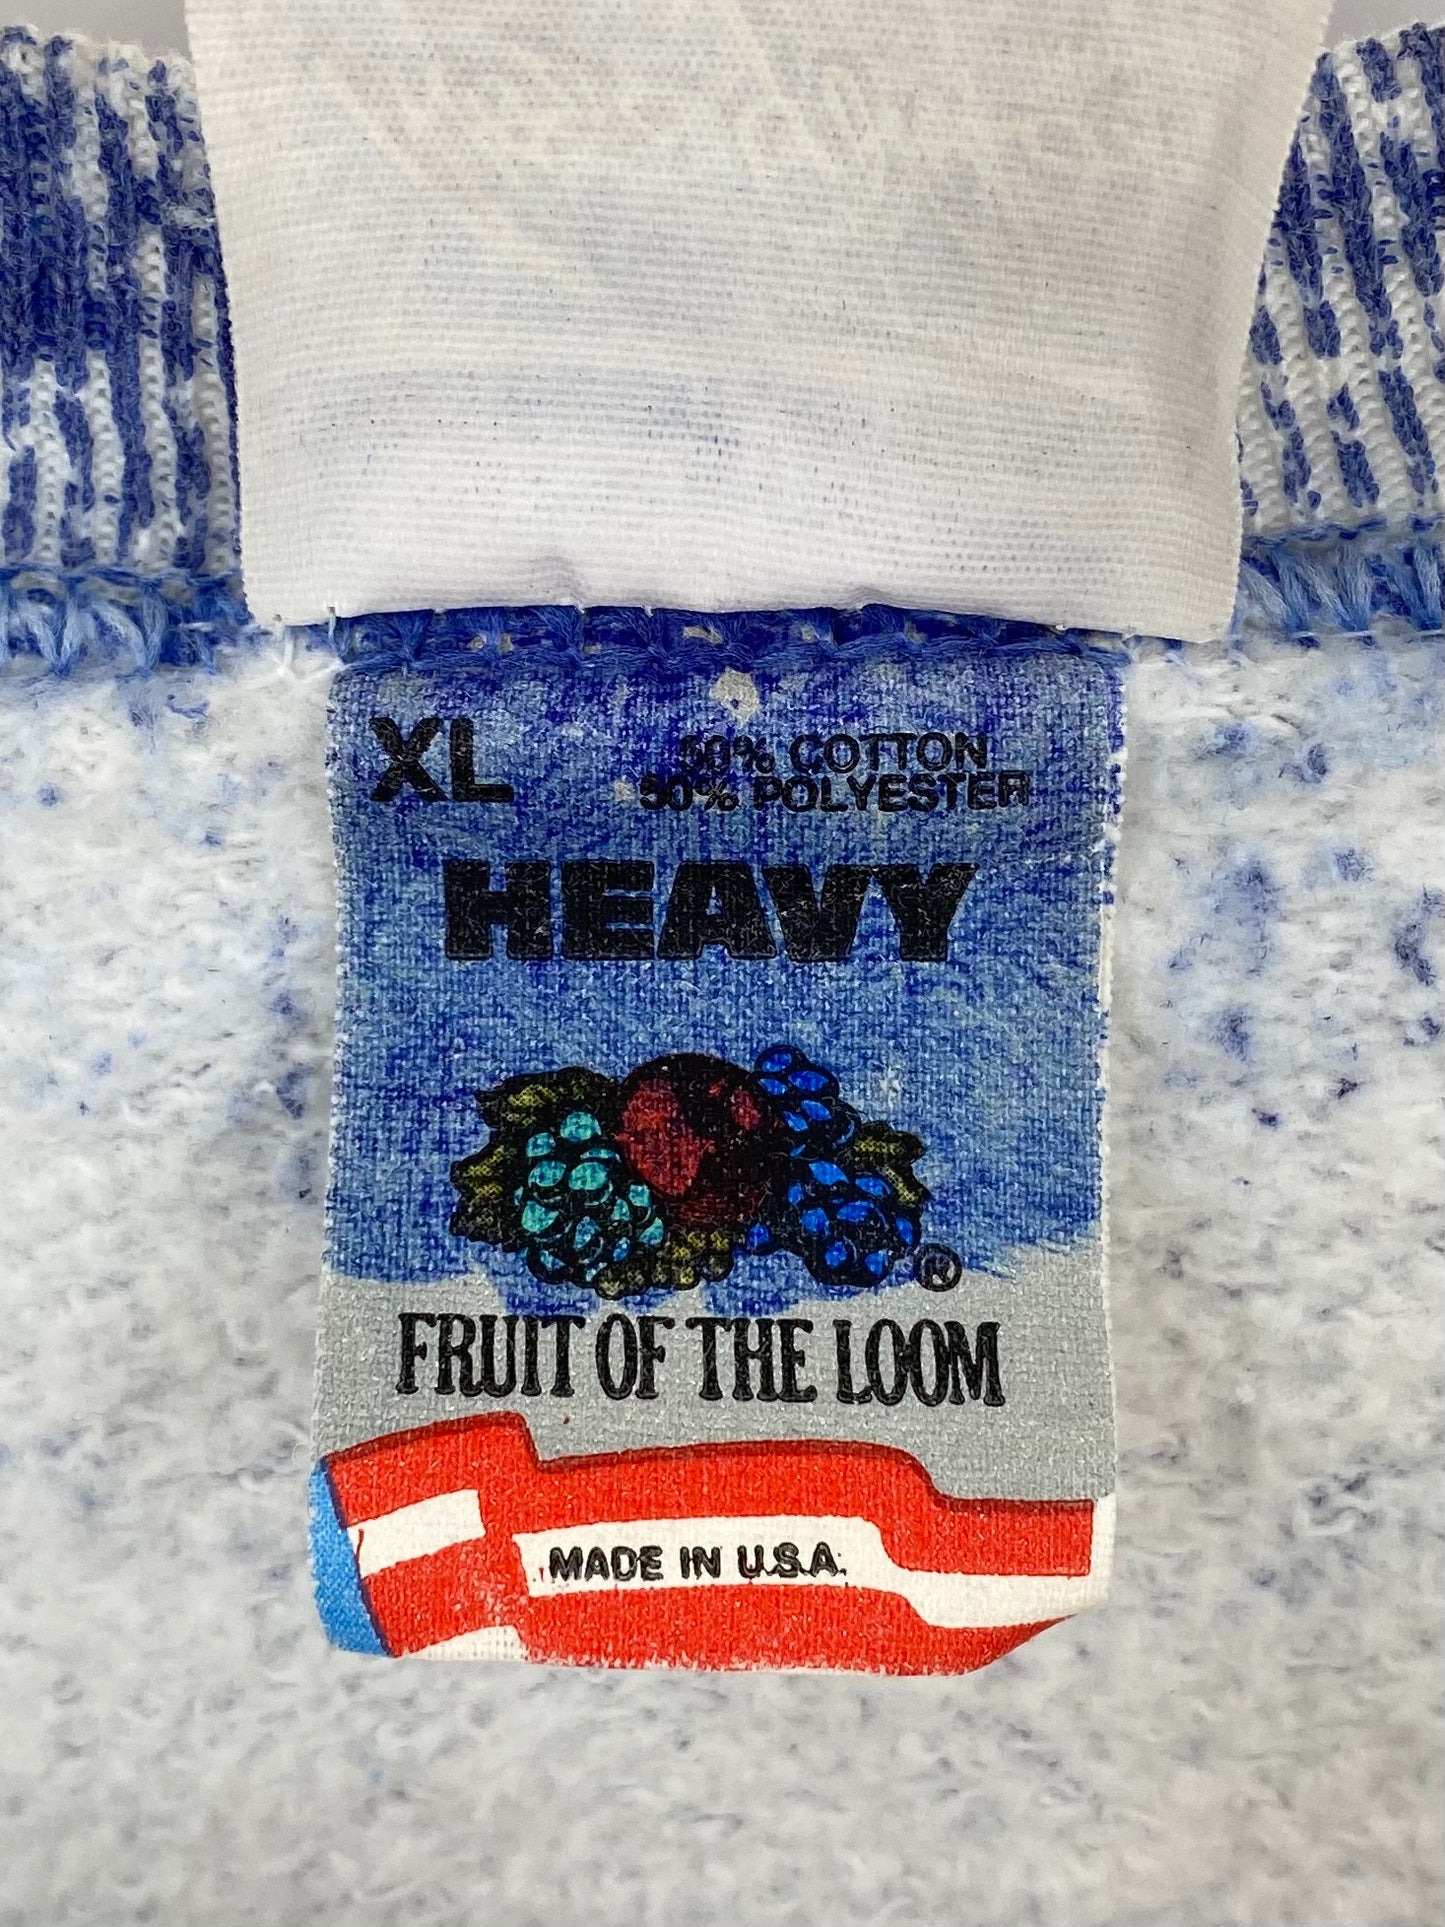 XL
50% COTTON
50% POLYESTER
HEAVY
®
FRUIT OF THE LOOM
MADE IN U.S.A.